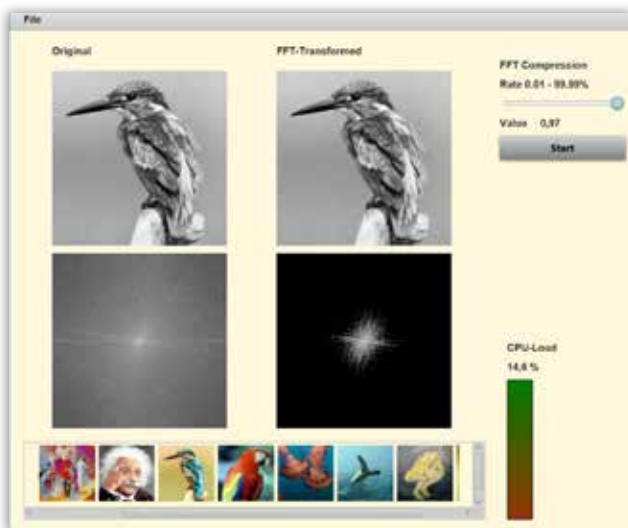 File
Original
FFT-Transformed
FFT Compression
Rate 0.01 - 99.99%
Value 0,97
Start
CPU-Load
14,6 %